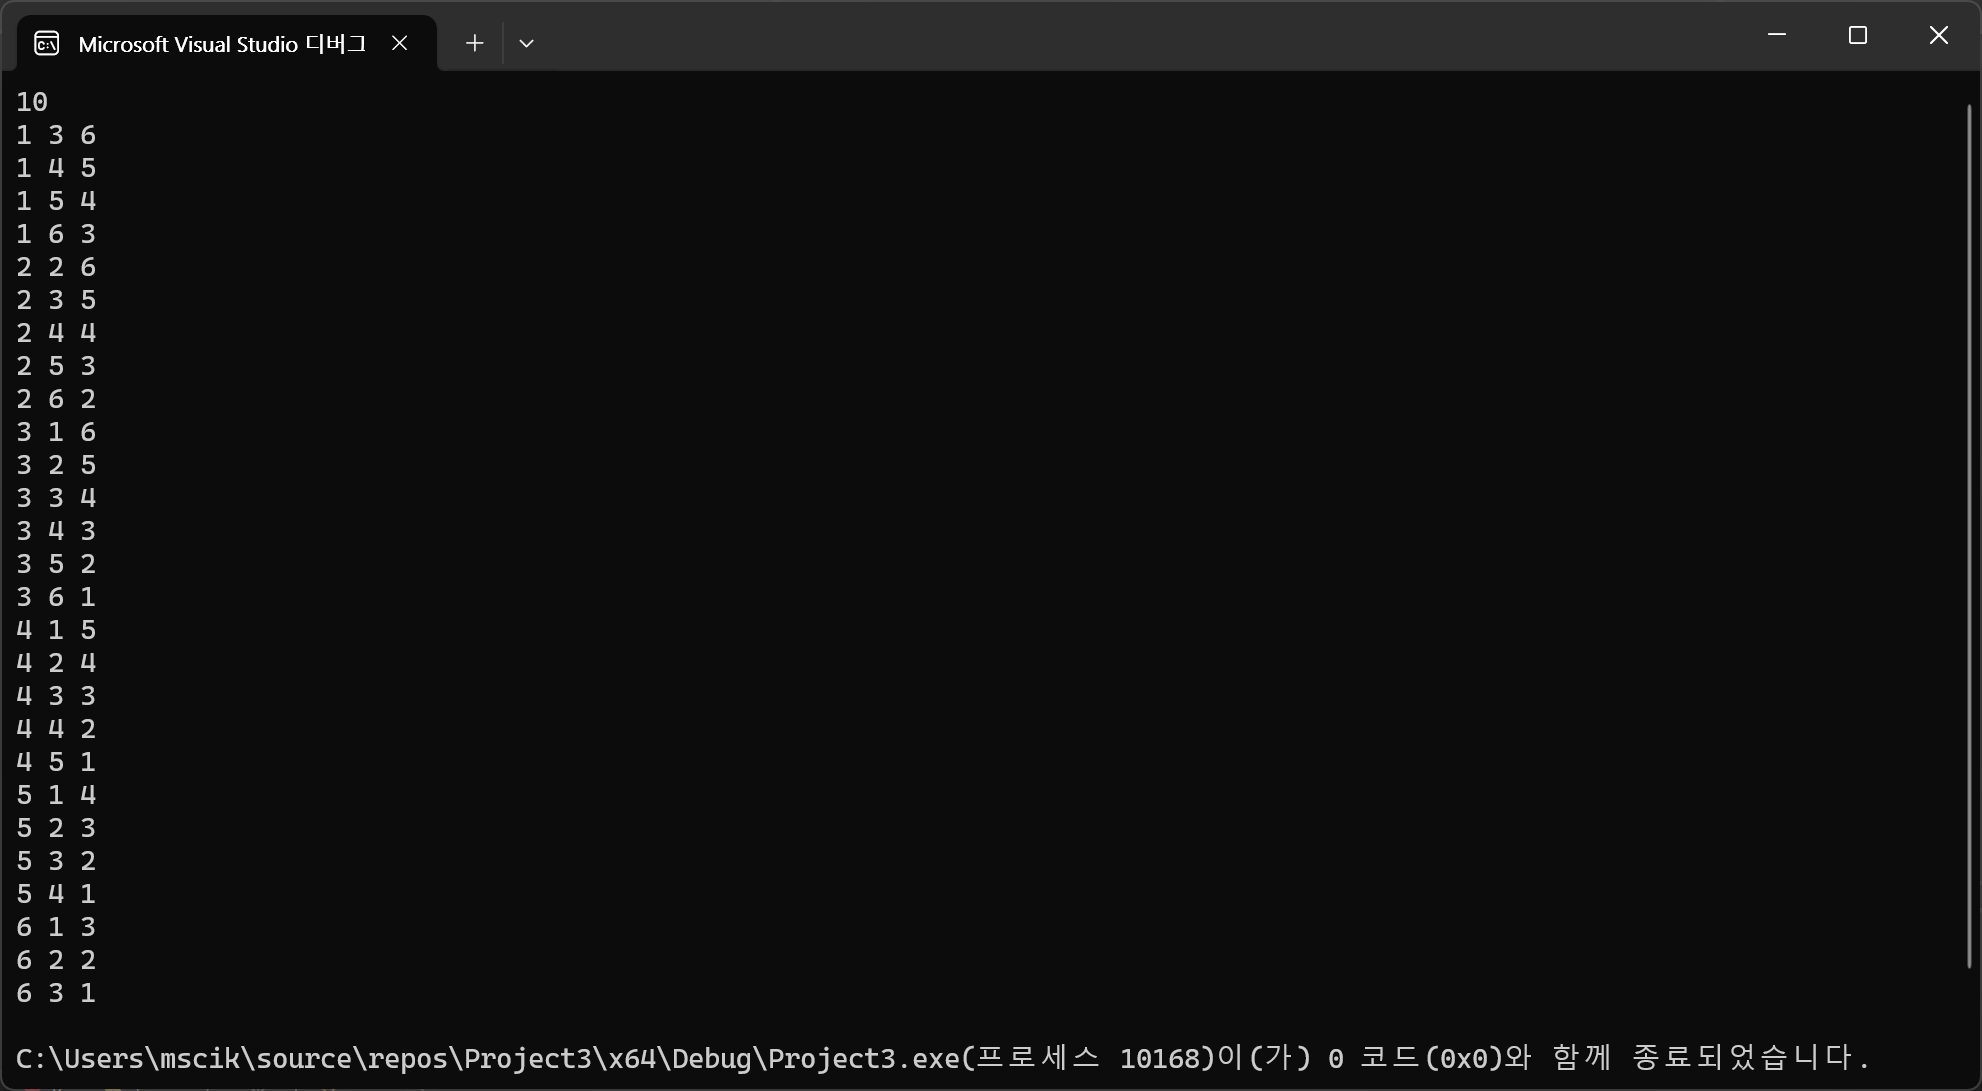 Microsoft Visual Studio 디버그
10
1 3 6
1 4 5
1 5 4
1 6 3
2 2 6
2 3 5
2 4 4
2 5 3
2 6 2
3 1 6
3 2 5
3 3 4
3 4 3
3 5 2
3 6 1
4 1 5
4 2 4
4 3 3
4 4 2
4 5 1
5 1 4
5 2 3
5 3 2
5 4 1
6 1 3
6 2 2
6 3 1
C:\Users\mscik\source\repos\Project3\x64\Debug\Project3.exe(프로세스 10168)이(가) 0 코드(0x0)와 함께 종료되었습니다.